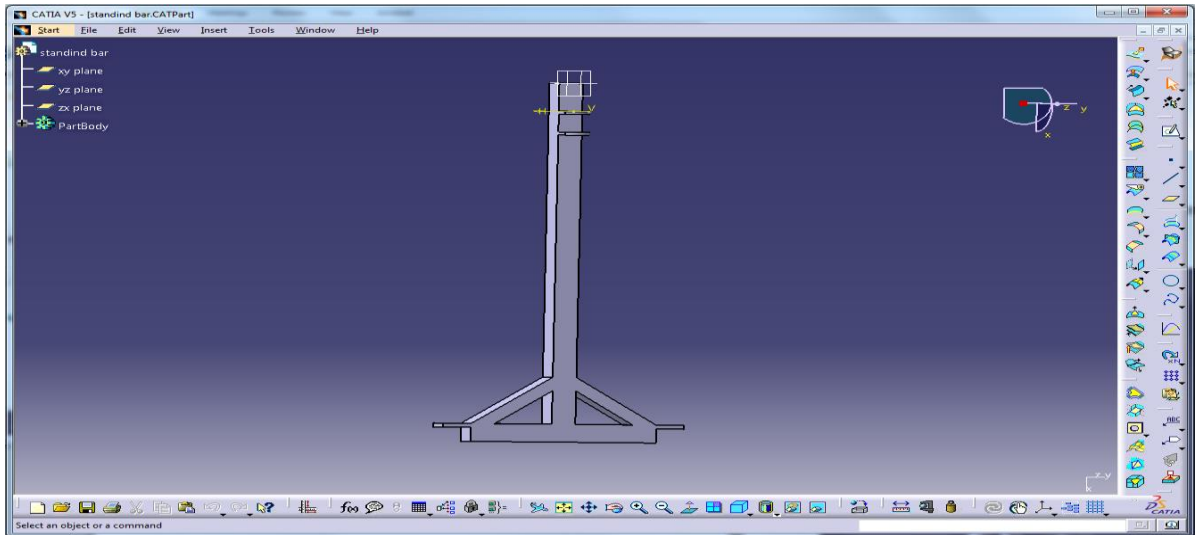 CATIA V5 - [standind bar.CATPart]
Start File Edit View Insert Tools Window Help
standind bar
xy plane
yz plane
zx plane
PartBody
y
z y
x
ABC
z y
x
f(x)
CATIA
Select an object or a command